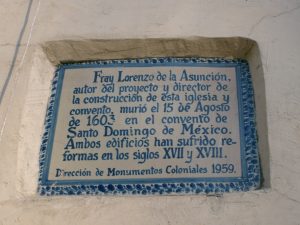 Fray Lorenzo de la Asunción,
autor del proyecto y director de
la construcción de esta iglesia y
convento, murió el 15 de Agosto
de 1603 en el convento de
Santo Domingo de México.
Ambos edificios han sufrido re-
formas en los siglos XVII y XVIII.
Dirección de Monumentos Coloniales 1959.